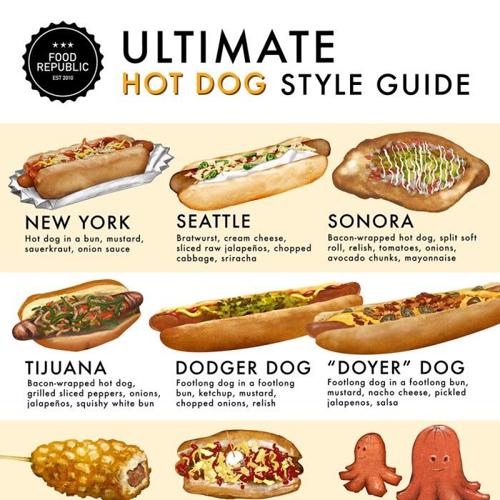 ★★★
FOOD
REPUBLIC
EST 2010
ULTIMATE
HOT DOG STYLE GUIDE
NEW YORK
Hot dog in a bun, mustard,
sauerkraut, onion sauce
SEATTLE
Bratwurst, cream cheese,
sliced raw jalapeños, chopped
cabbage, sriracha
SONORA
Bacon-wrapped hot dog, split soft
roll, relish, tomatoes, onions,
avocado chunks, mayonnaise
TIJUANA
Bacon-wrapped hot dog,
grilled sliced peppers, onions,
jalapeños, squishy white bun
DODGER DOG
Footlong dog in a footlong
bun, ketchup, mustard,
chopped onions, relish
“DOYER” DOG
Footlong dog in a footlong bun,
mustard, nacho cheese, pickled
jalapenos, salsa